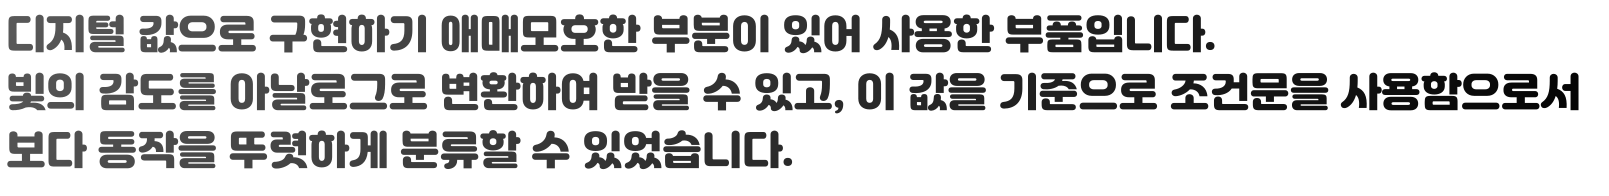 디지털 값으로 구현하기 애매모호한 부분이 있어 사용한 부품입니다.
빛의 감도를 아날로그로 변환하여 받을 수 있고, 이 값을 기준으로 조건문을 사용함으로서
보다 동작을 뚜렷하게 분류할 수 있었습니다.